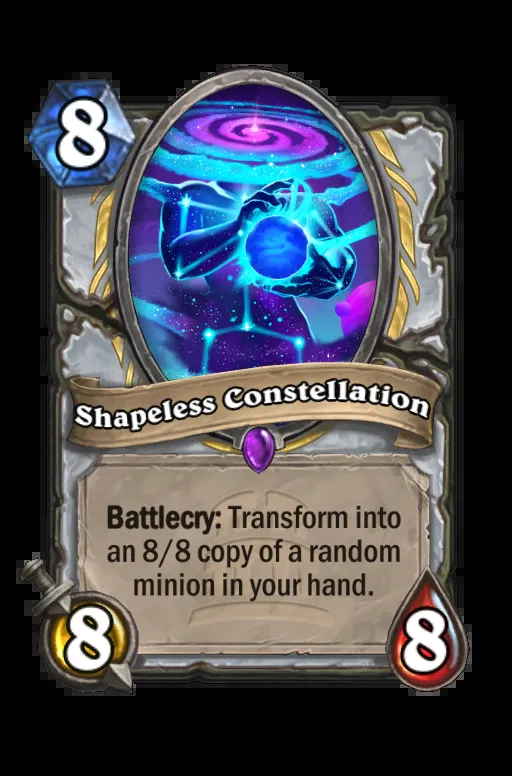 8
Shapeless Constellation
Battlecry: Transform into
an 8/8 copy of a random
minion in your hand.
8
8